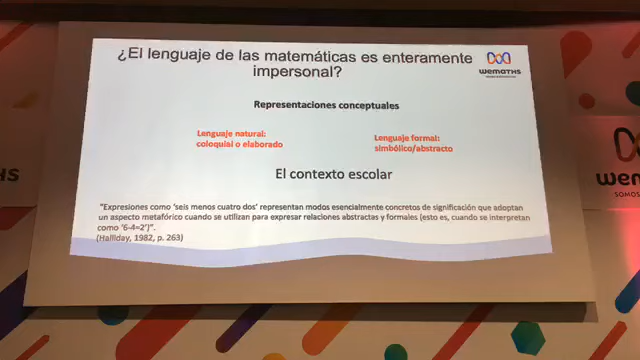 ¿El lenguaje de las matemáticas es enteramente
impersonal?
wemaths
Representaciones conceptuales
Lenguaje natural:
coloquial o elaborado
Lenguaje formal:
simbólico/abstracto
El contexto escolar
"Expresiones como 'seis menos cuatro dos' representan modos esencialmente concretos de significación que adoptan
un aspecto metafórico cuando se utilizan para expresar relaciones abstractas y formales (esto es, cuando se interpretan
como '6-4=2')".
(Halliday, 1982, p. 263)
HS
wem
SOMOS